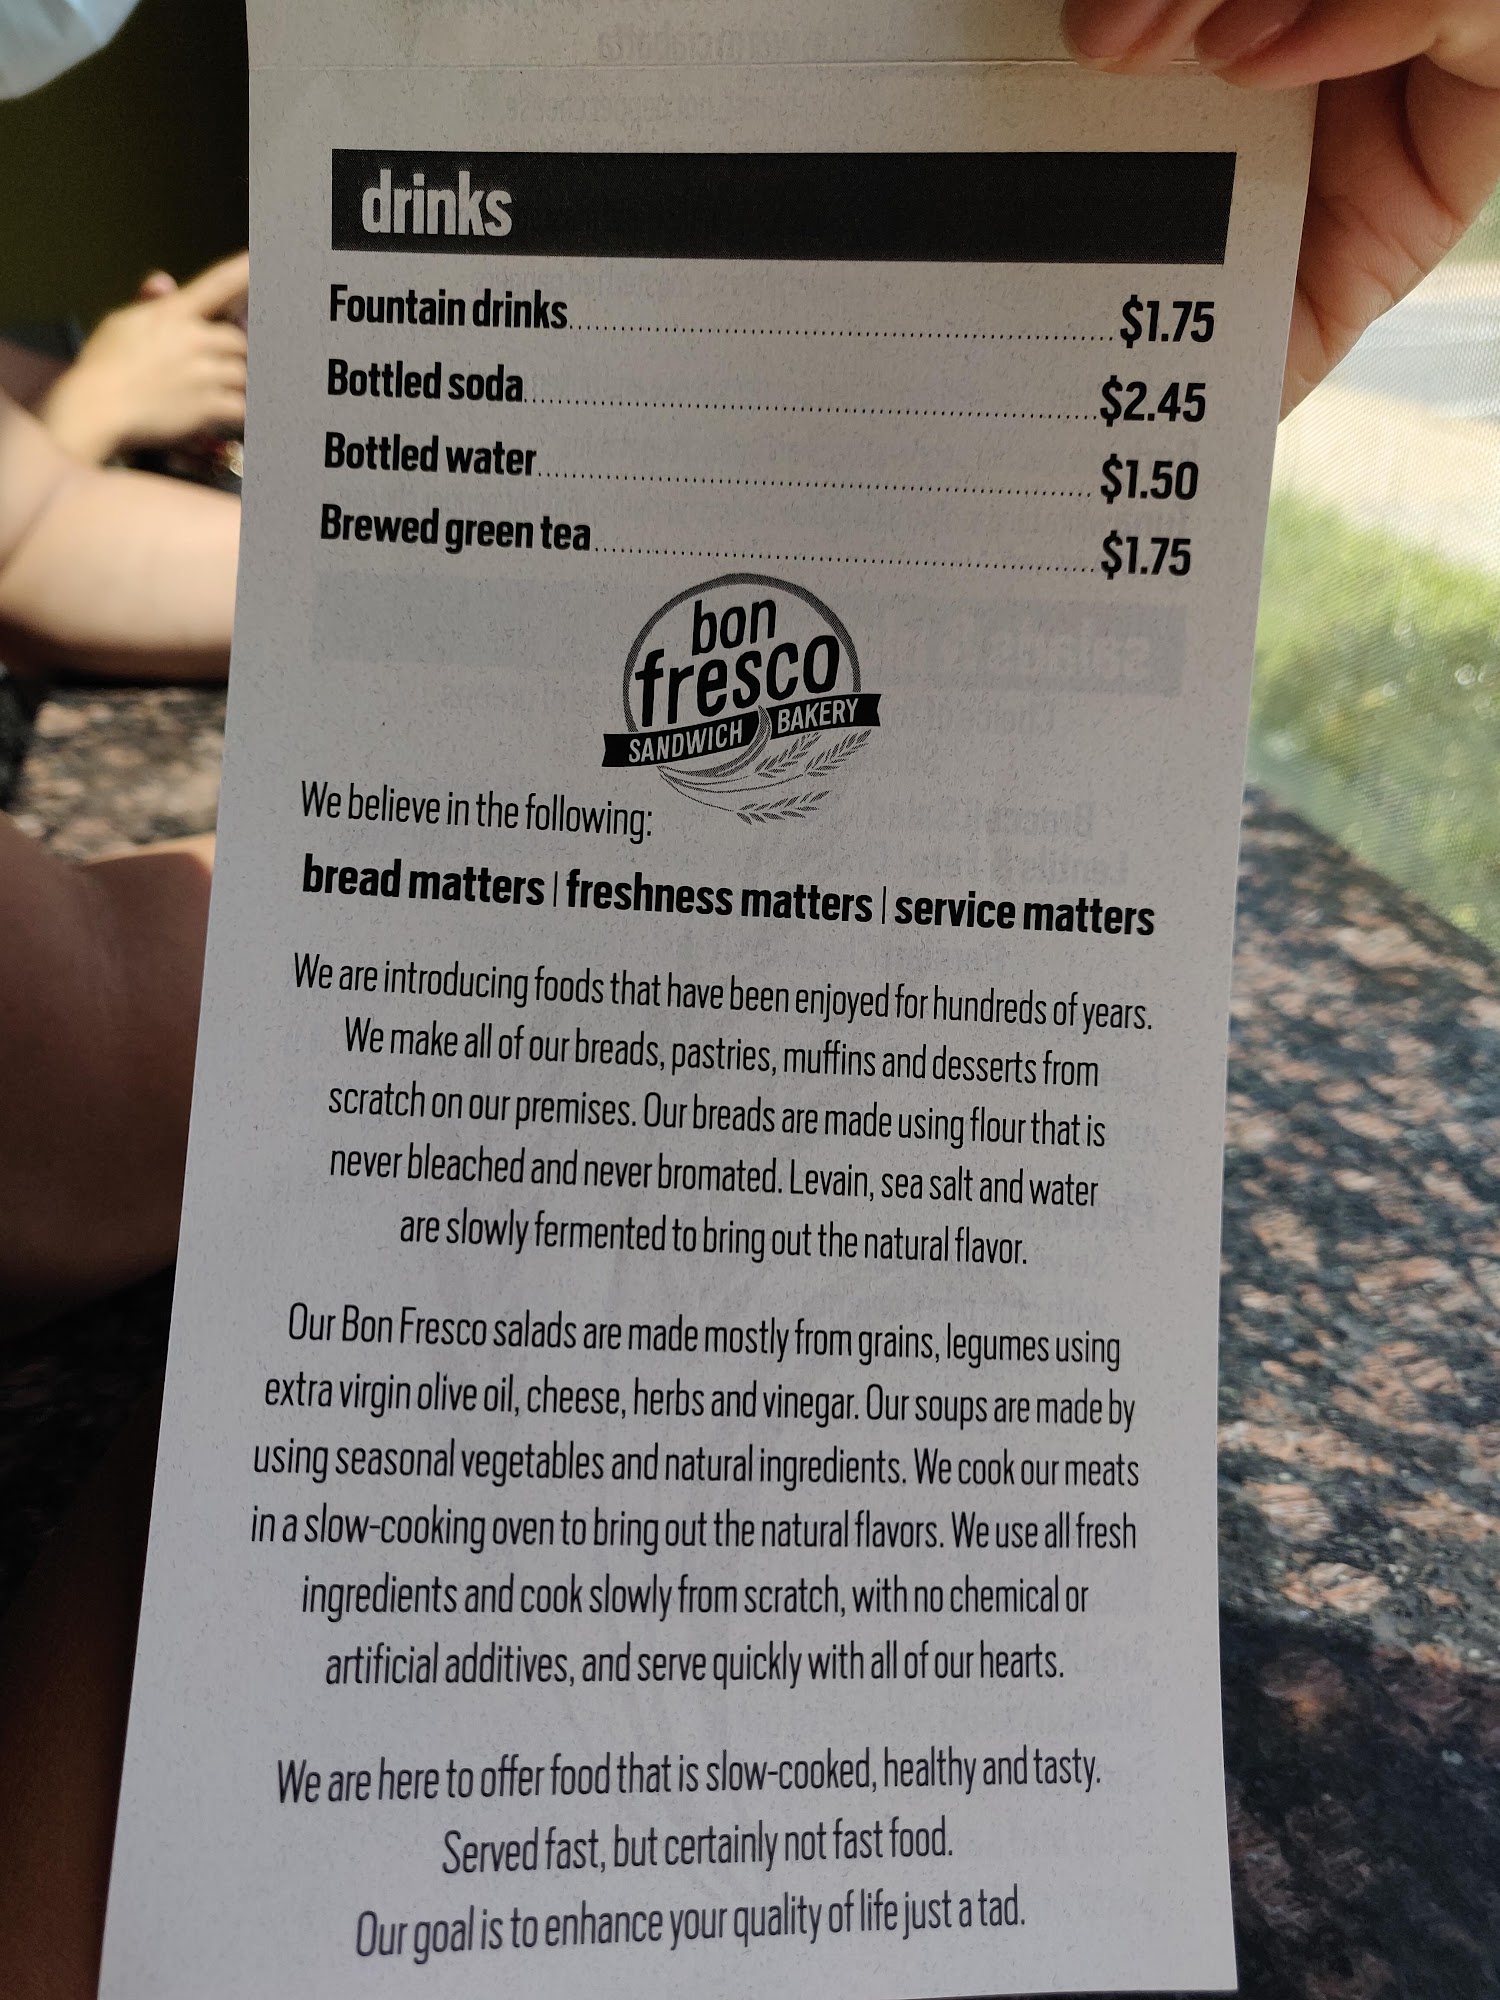 drinks
Fountain drinks $1.75
Bottled soda $2.45
Bottled water $1.50
Brewed green tea $1.75
bon
fresco
SANDWICH BAKERY
We believe in the following:
bread matters | freshness matters | service matters
We are introducing foods that have been enjoyed for hundreds of years.
We make all of our breads, pastries, muffins and desserts from
scratch on our premises. Our breads are made using flour that is
never bleached and never bromated. Levain, sea salt and water
are slowly fermented to bring out the natural flavor.
Our Bon Fresco salads are made mostly from grains, legumes using
extra virgin olive oil, cheese, herbs and vinegar. Our soups are made by
using seasonal vegetables and natural ingredients. We cook our meats
in a slow-cooking oven to bring out the natural flavors. We use all fresh
ingredients and cook slowly from scratch, with no chemical or
artificial additives, and serve quickly with all of our hearts.
We are here to offer food that is slow-cooked, healthy and tasty.
Served fast, but certainly not fast food.
Our goal is to enhance your quality of life just a tad.